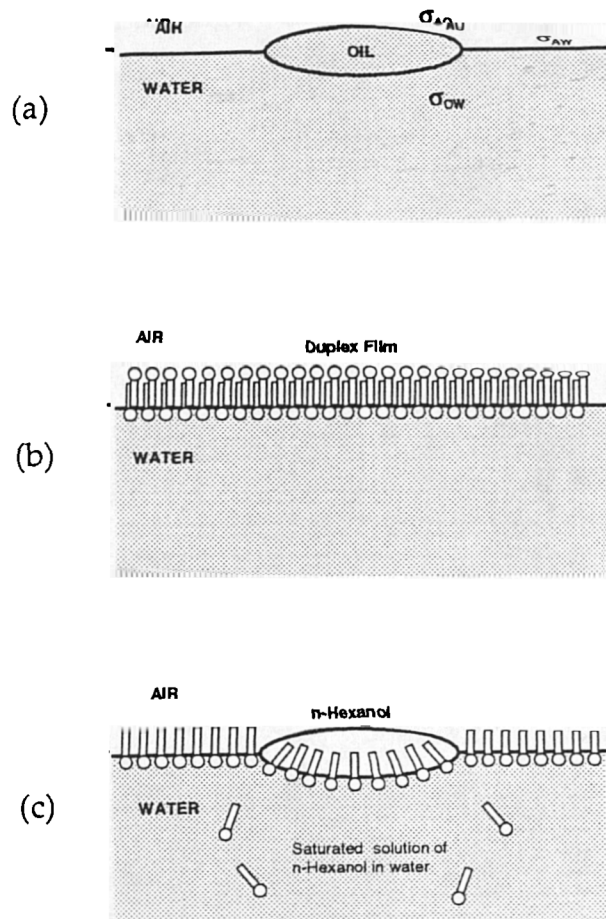 AIR
σAW
OIL
WATER
σOW
(a)
AIR
Duplex Film
(b)
WATER
AIR
n-Hexanol
(c)
WATER
Saturated solution of
n-Hexanol in water